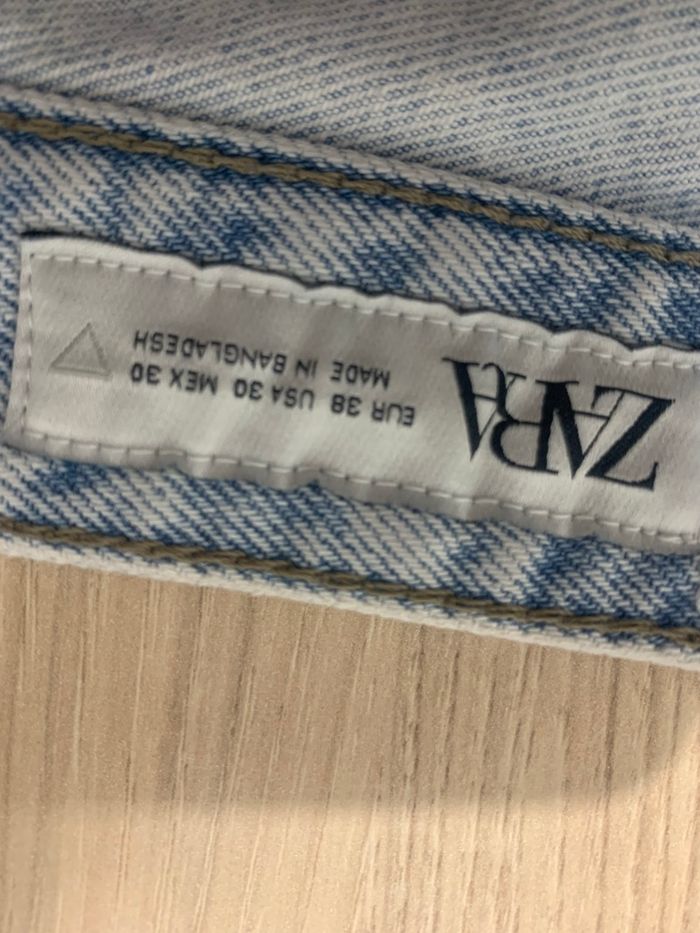 ZARA
EUR 38 USA 30 MEX 30
MADE IN BANGLADESH